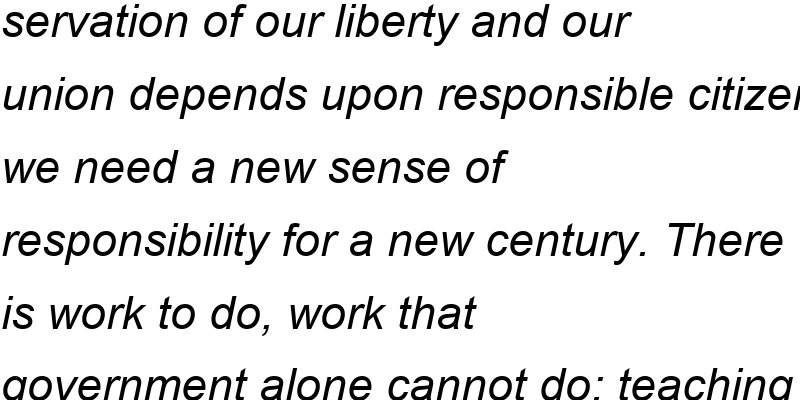 servation of our liberty and our
union depends upon responsible
we need a new sense of
responsibility for a new century. There
is work to do, work that
government alone cannot do: teaching